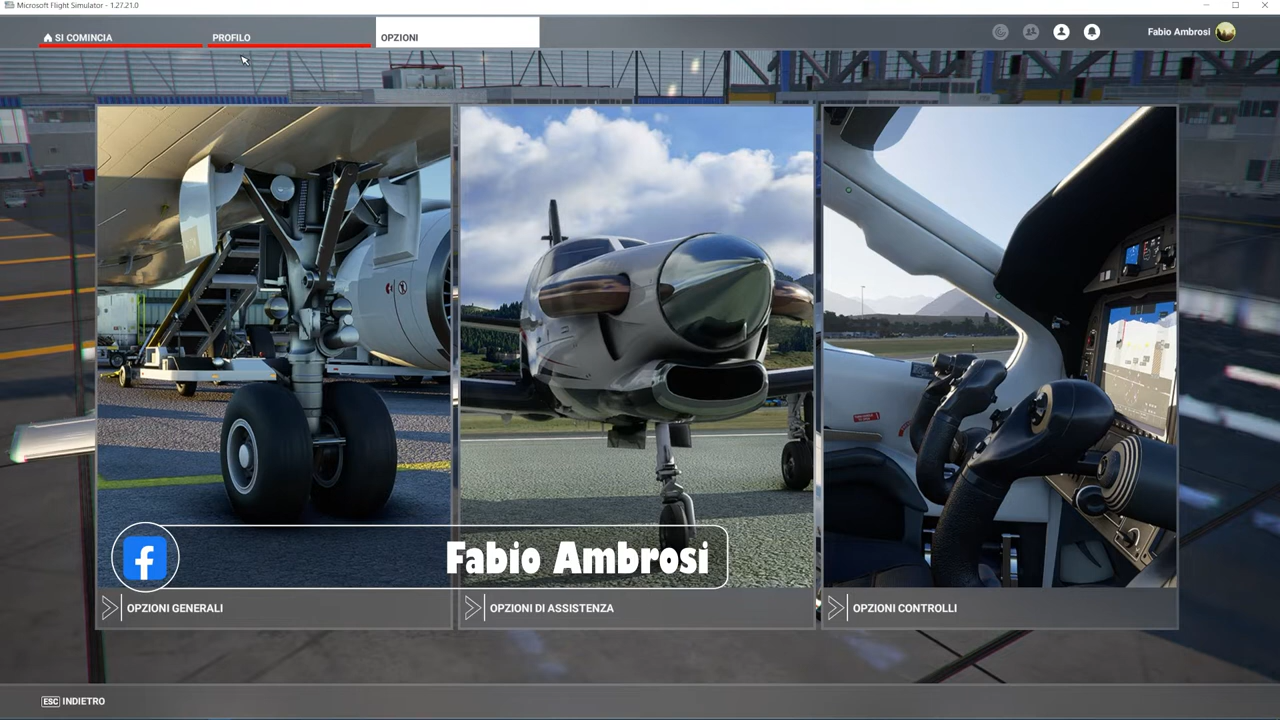 Microsoft Flight Simulator - 1.27.21.0
SI COMINCIA
PROFILO
OPZIONI
Fabio Ambrosi
Fabio Ambrosi
OPZIONI GENERALI
OPZIONI DI ASSISTENZA
OPZIONI CONTROLLI
ESC INDIETRO